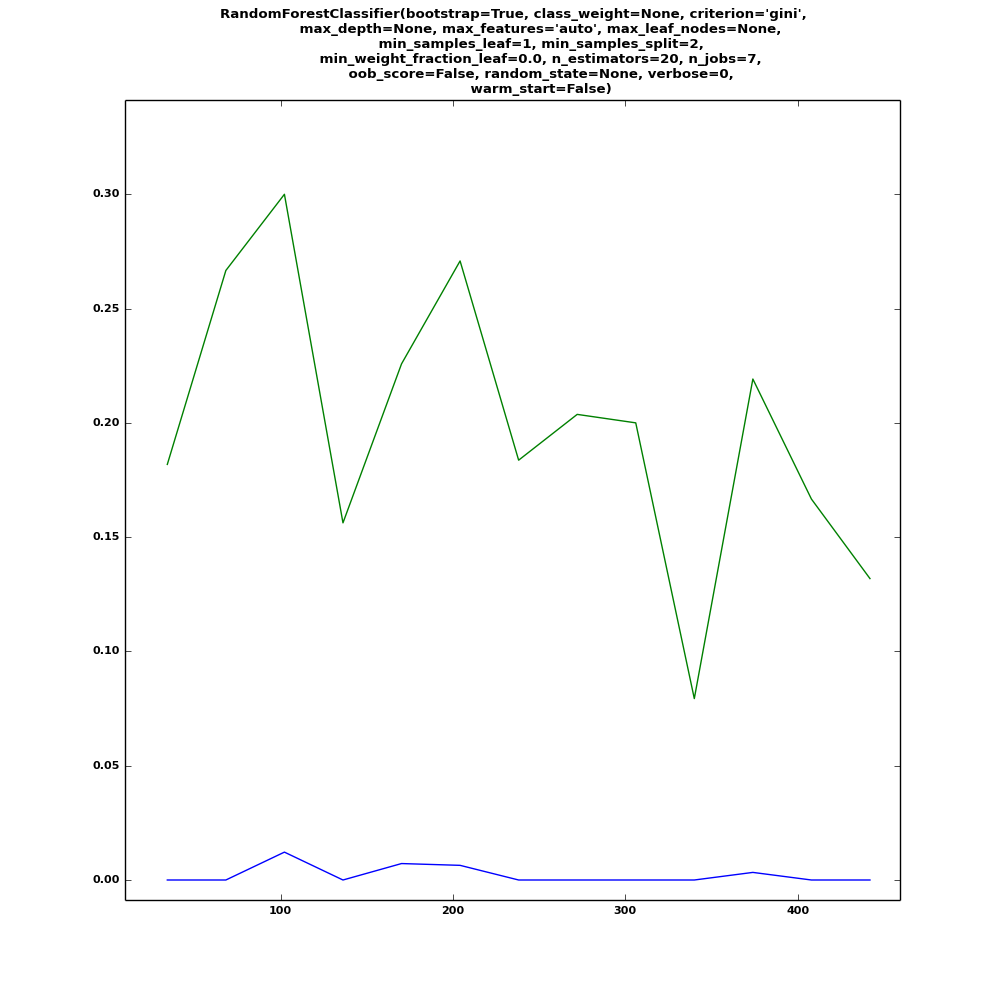 RandomForestClassifier(bootstrap=True, class_weight=None, criterion='gini',
max_depth=None, max_features='auto', max_leaf_nodes=None,
min_samples_leaf=1, min_samples_split=2,
min_weight_fraction_leaf=0.0, n_estimators=20, n_jobs=7,
oob_score=False, random_state=None, verbose=0,
warm_start=False)
0.30
0.25
0.20
0.15
0.10
0.05
0.00
100 200 300 400